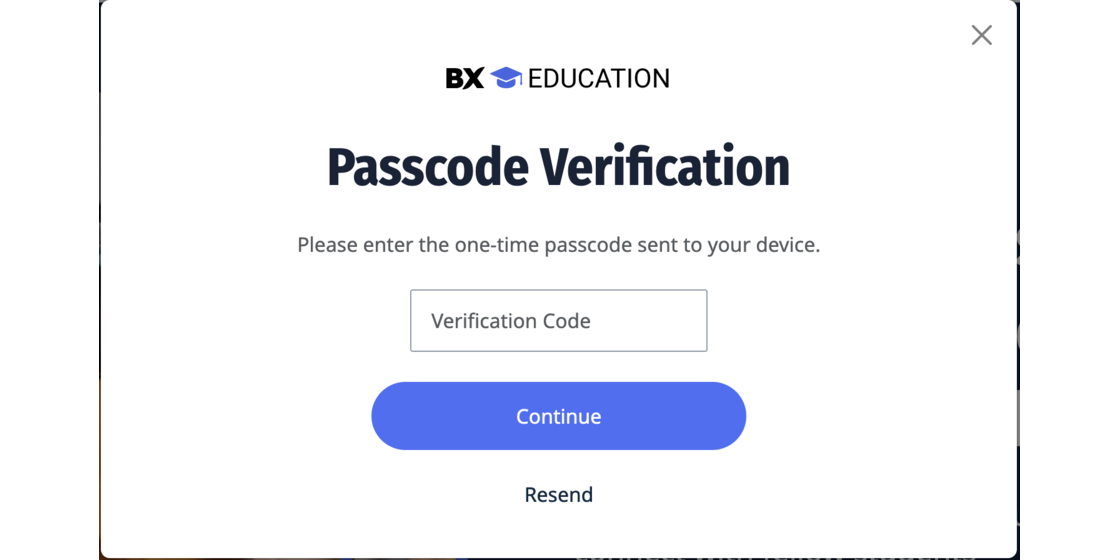 BX EDUCATION
Passcode Verification
Please enter the one-time passcode sent to your device.
Verification Code
Continue
Resend